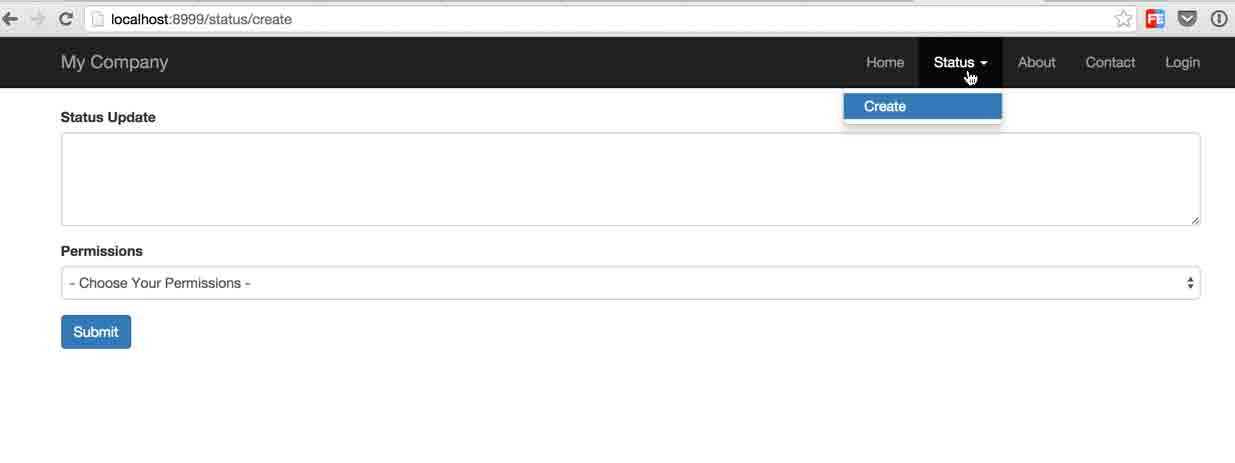 localhost:8999/status/create
My Company Home Status About Contact Login
Create
Status Update
Permissions
- Choose Your Permissions -
Submit